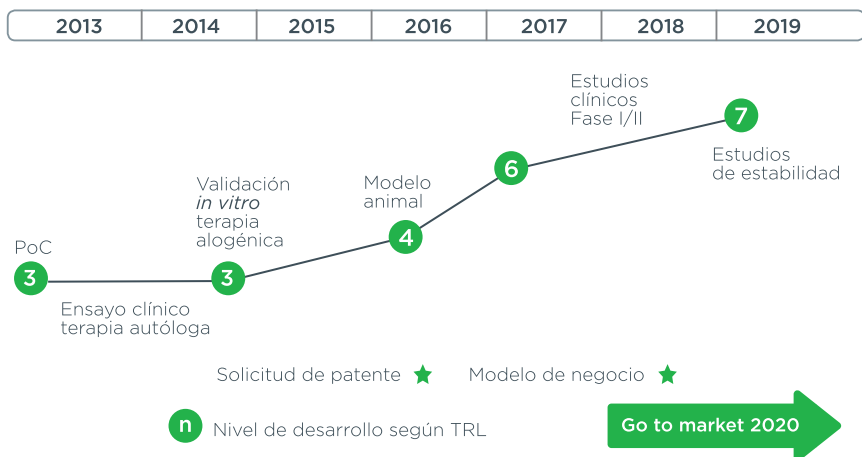 2013 2014 2015 2016 2017 2018 2019
Estudios
clínicos
Fase I/II
7
Estudios
de estabilidad
6
Modelo
animal
4
Validación
in vitro
terapia
alogénica
3
PoC
3
Ensayo clínico
terapia autóloga
Solicitud de patente
Modelo de negocio
n Nivel de desarrollo según TRL
Go to market 2020